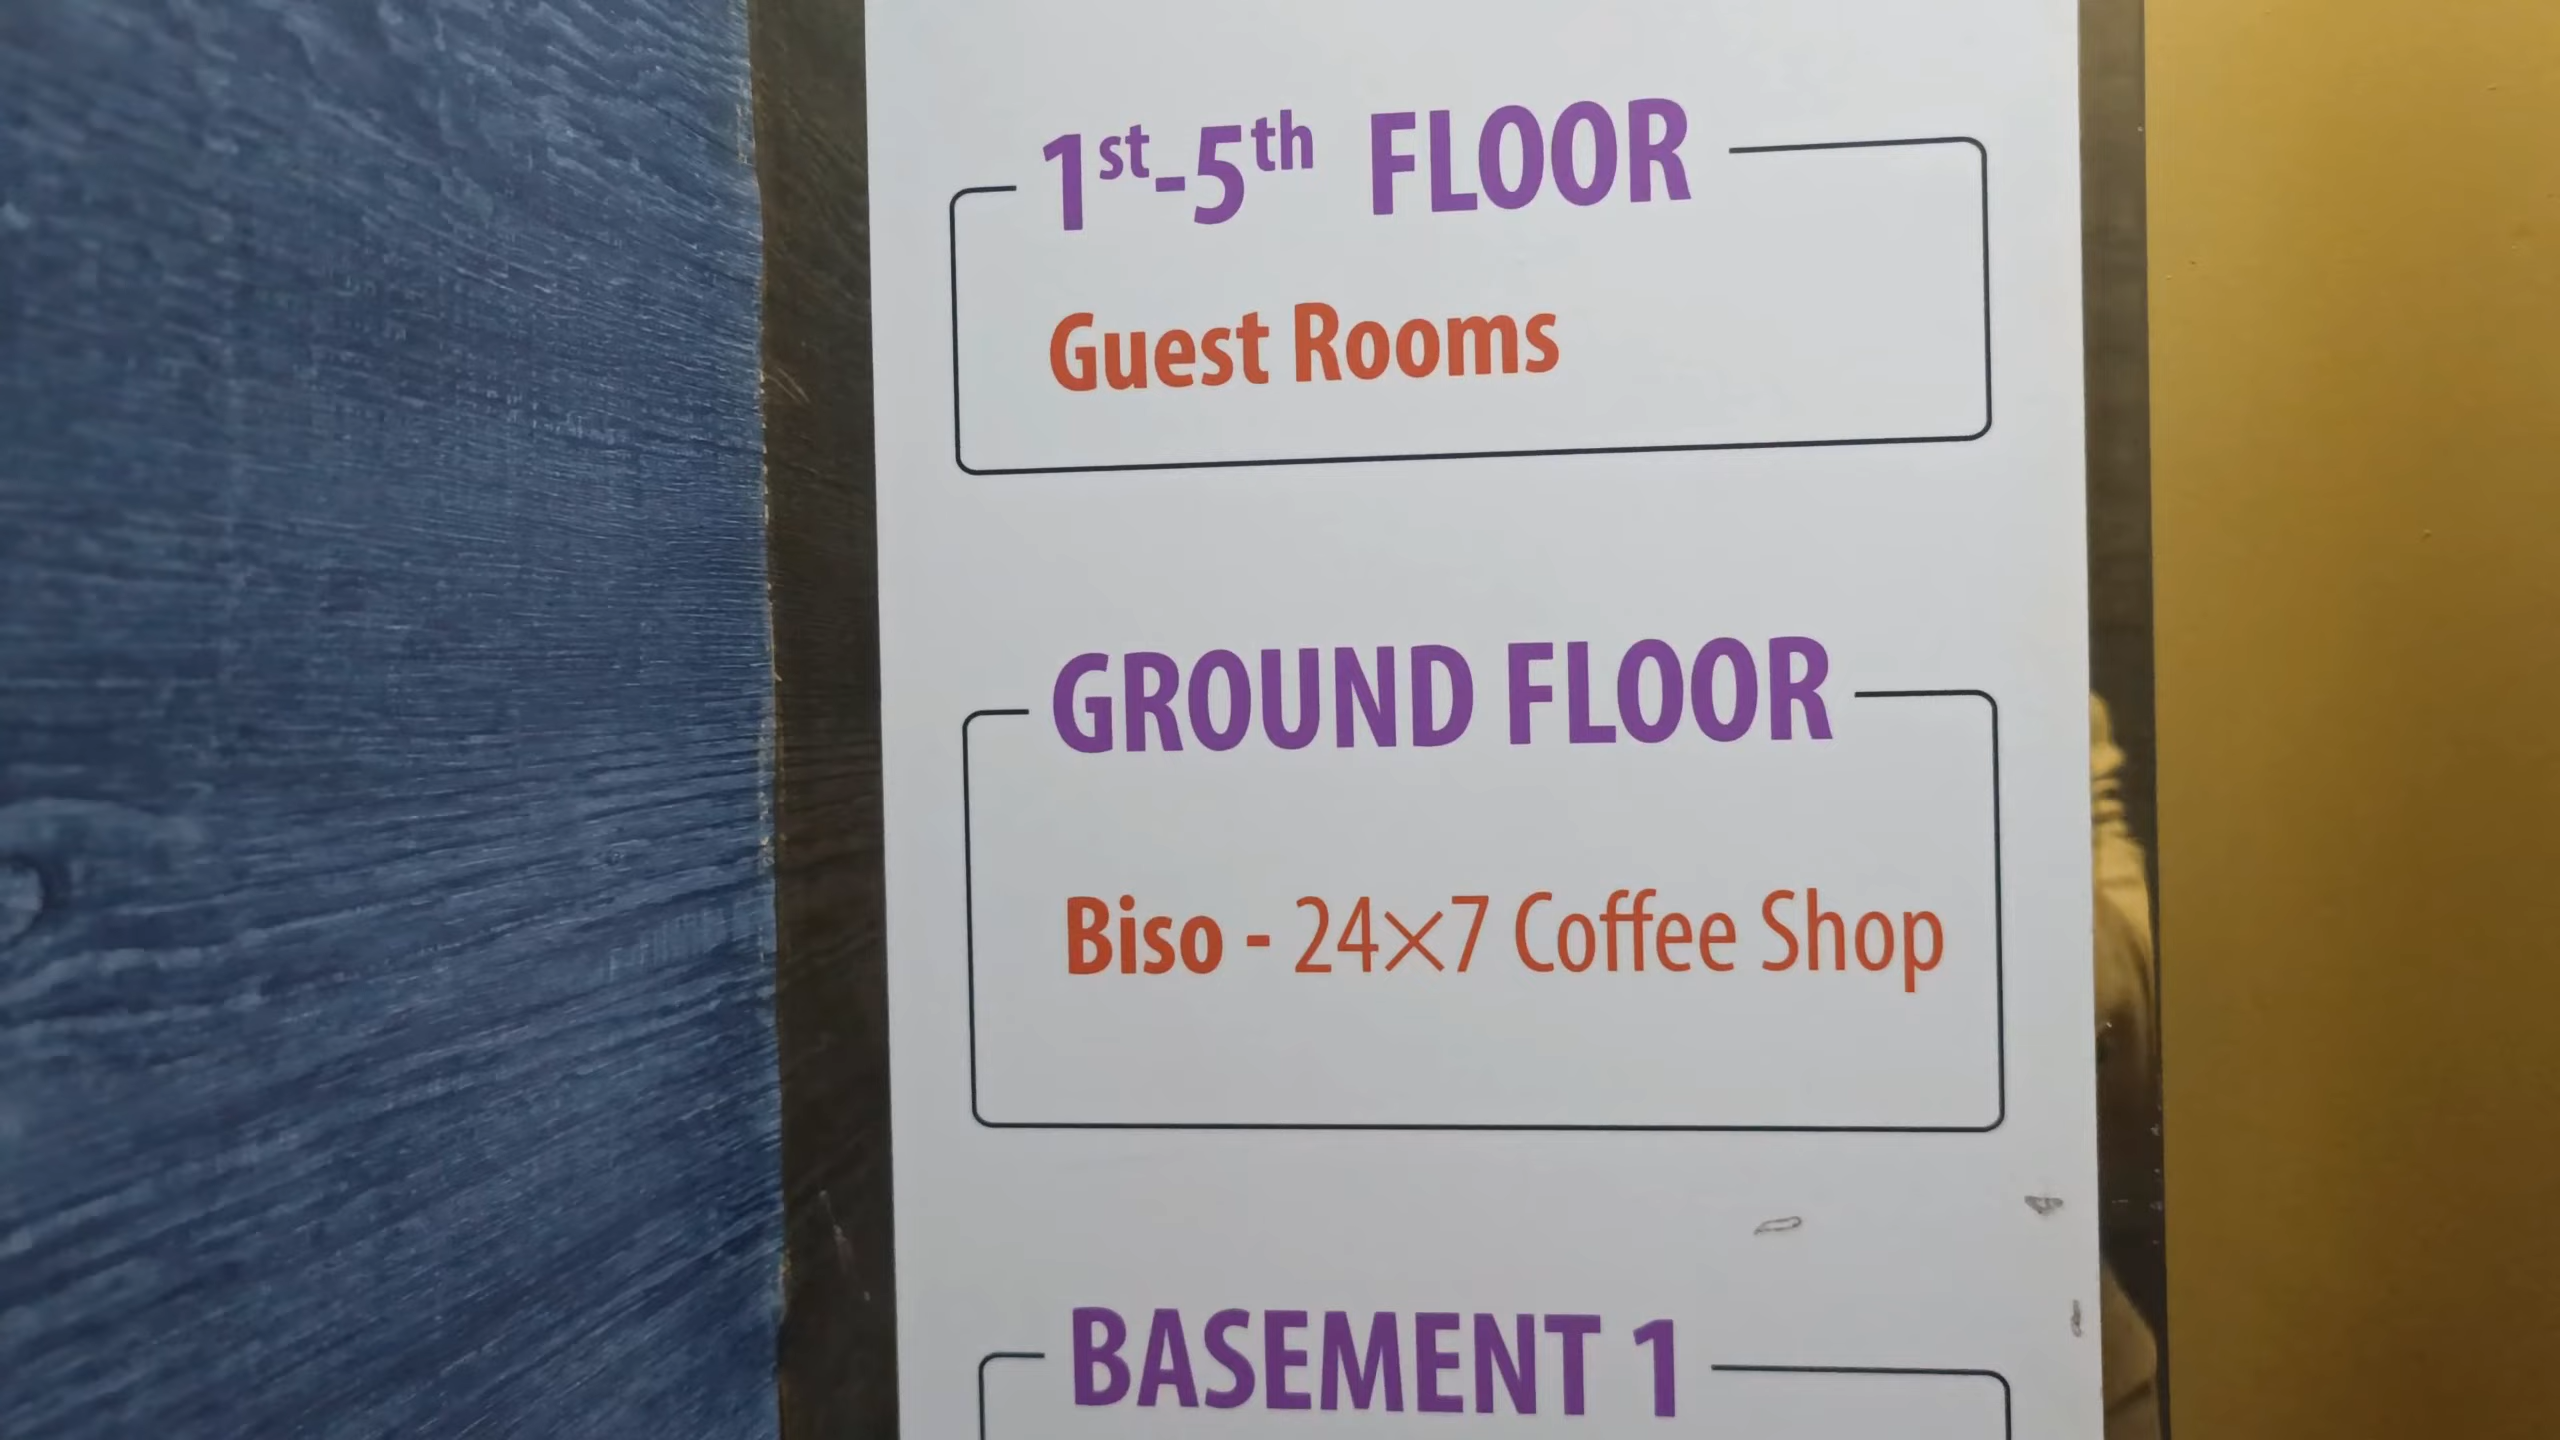 1st-5th FLOOR
Guest Rooms
GROUND FLOOR
Biso - 24×7 Coffee Shop
BASEMENT 1